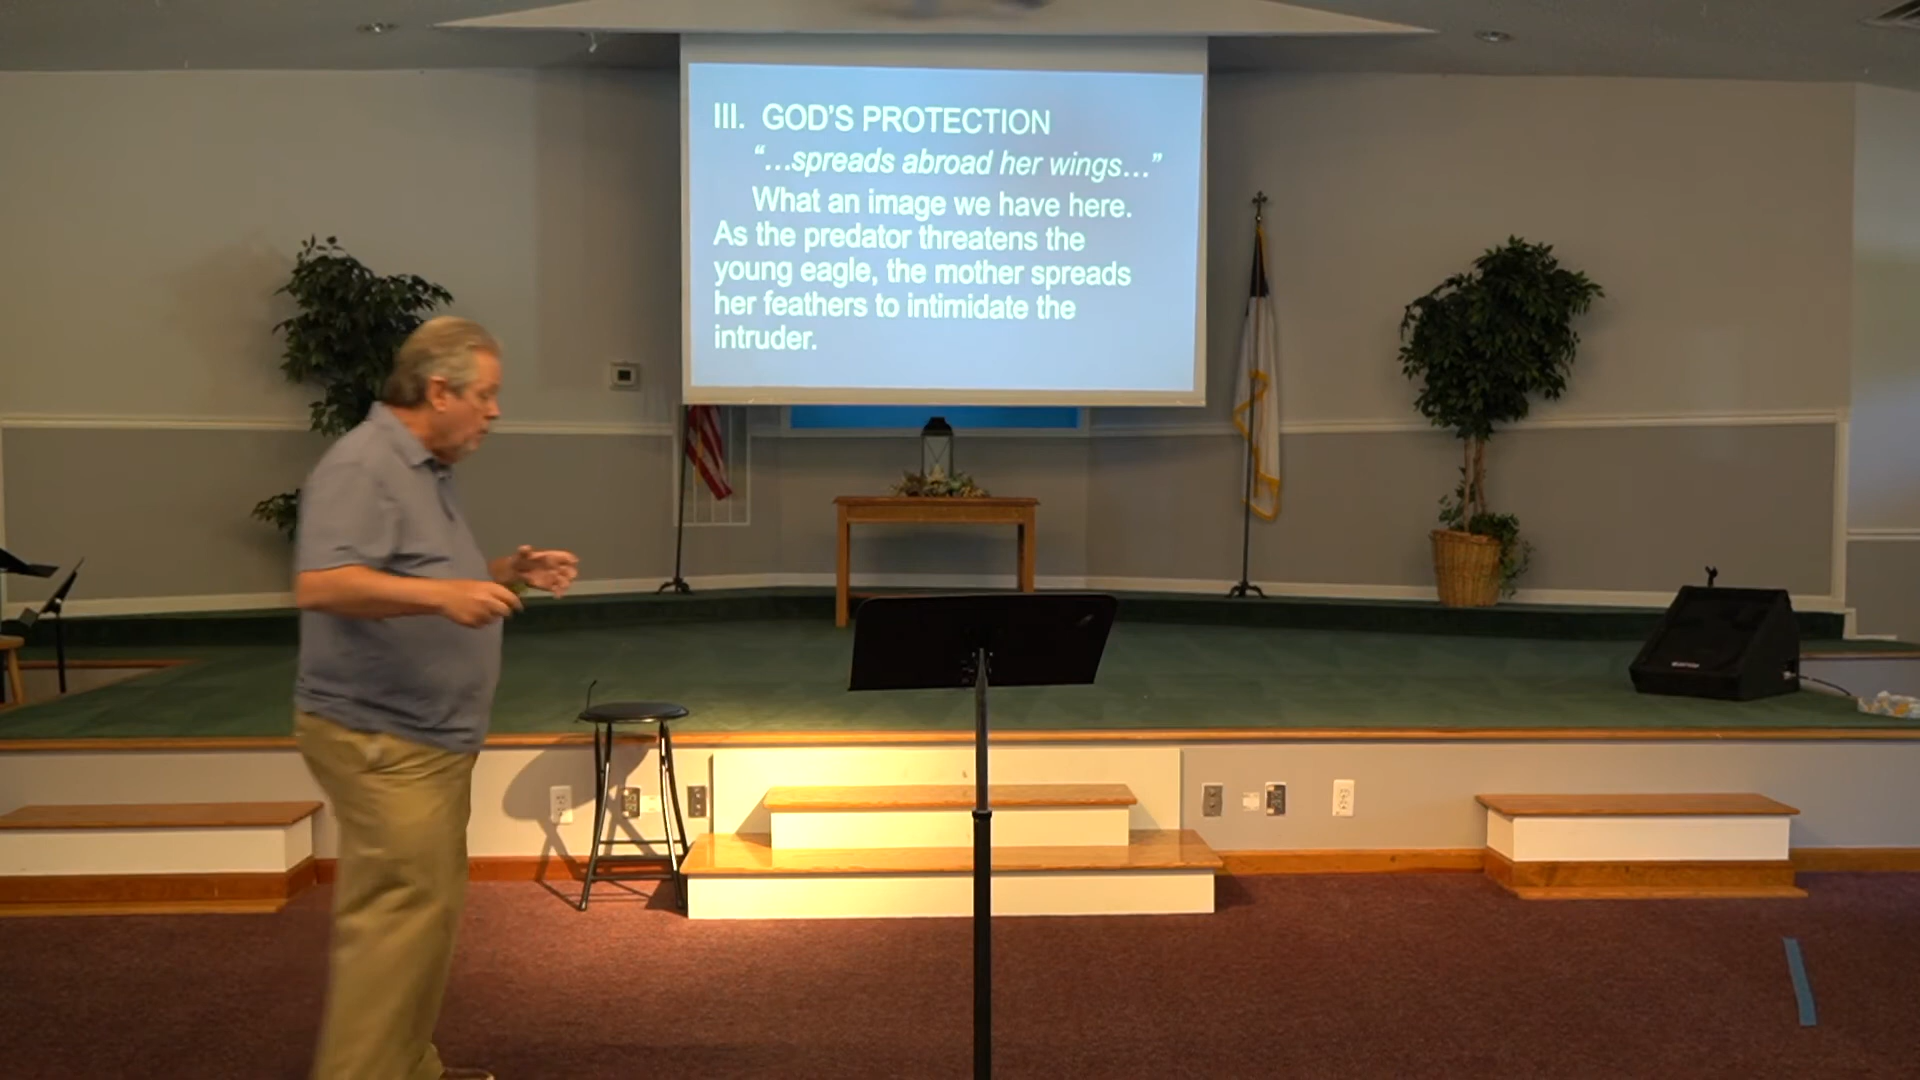 III. GOD'S PROTECTION
“…spreads abroad her wings…”
What an image we have here.
As the predator threatens the
young eagle, the mother spreads
her feathers to intimidate the
intruder.